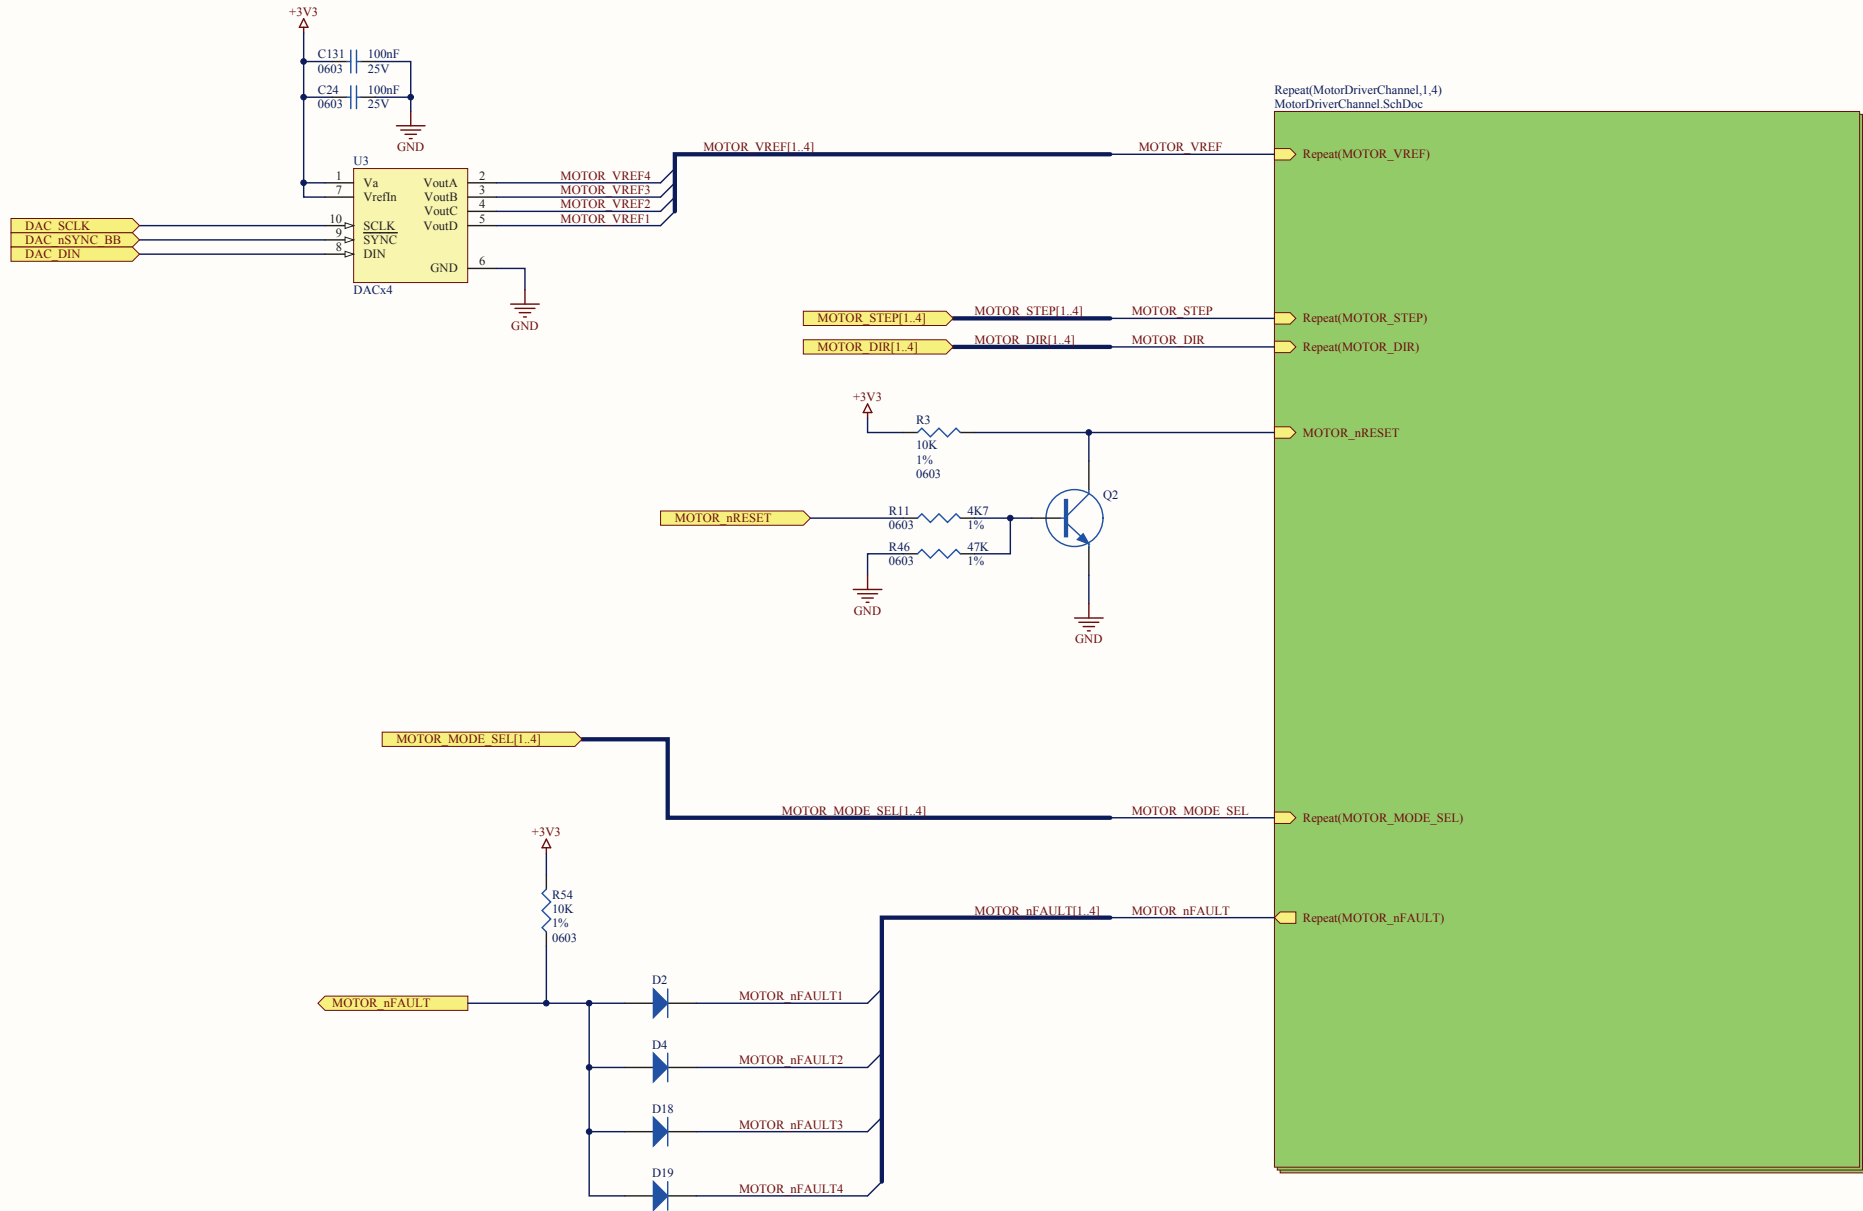 +3V3
C131 100nF
0603 25V
C24 100nF
0603 25V
GND
Repeat(MotorDriverChannel,1,4)
MotorDriverChannel.SchDoc
MOTOR_VREF[1..4] MOTOR_VREF Repeat(MOTOR_VREF)
U3
1 Va VoutA 2 MOTOR_VREF4
7 VrefIn VoutB 3 MOTOR_VREF3
VoutC 4 MOTOR_VREF2
DAC_SCLK 10 SCLK VoutD 5 MOTOR_VREF1
DAC_nSYNC_BB 9 SYNC
DAC_DIN 8 DIN
GND 6
DACx4
GND
MOTOR_STEP[1..4] MOTOR_STEP[1..4] MOTOR_STEP Repeat(MOTOR_STEP)
MOTOR_DIR[1..4] MOTOR_DIR[1..4] MOTOR_DIR Repeat(MOTOR_DIR)
+3V3
R3
10K
1%
0603
MOTOR_nRESET
Q2
MOTOR_nRESET R11 4K7
0603 1%
R46 47K
0603 1%
GND
GND
MOTOR_MODE_SEL[1..4]
MOTOR_MODE_SEL[1..4] MOTOR_MODE_SEL Repeat(MOTOR_MODE_SEL)
+3V3
R54
10K
1%
0603
MOTOR_nFAULT[1..4] MOTOR_nFAULT Repeat(MOTOR_nFAULT)
D2
MOTOR_nFAULT MOTOR_nFAULT1
D4
MOTOR_nFAULT2
D18
MOTOR_nFAULT3
D19
MOTOR_nFAULT4